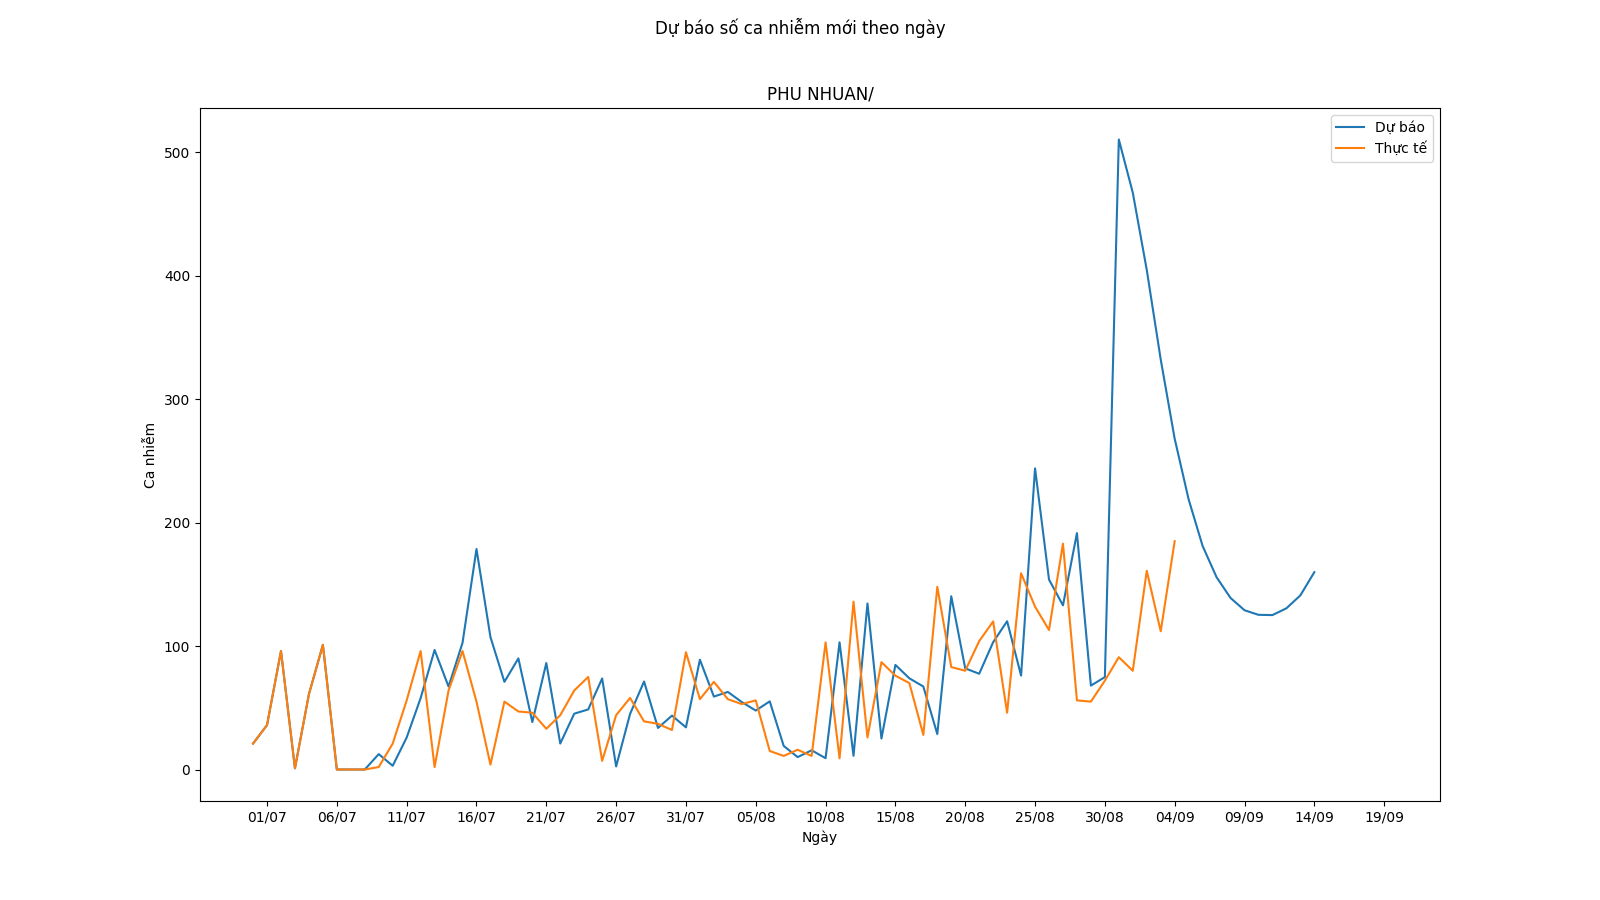 Dự báo số ca nhiễm mới theo ngày
PHU NHUAN/
Dự báo
Thực tế
500
400
300
200
100
0
Ca nhiễm
01/07 06/07 11/07 16/07 21/07 26/07 31/07 05/08 10/08 15/08 20/08 25/08 30/08 04/09 09/09 14/09 19/09
Ngày